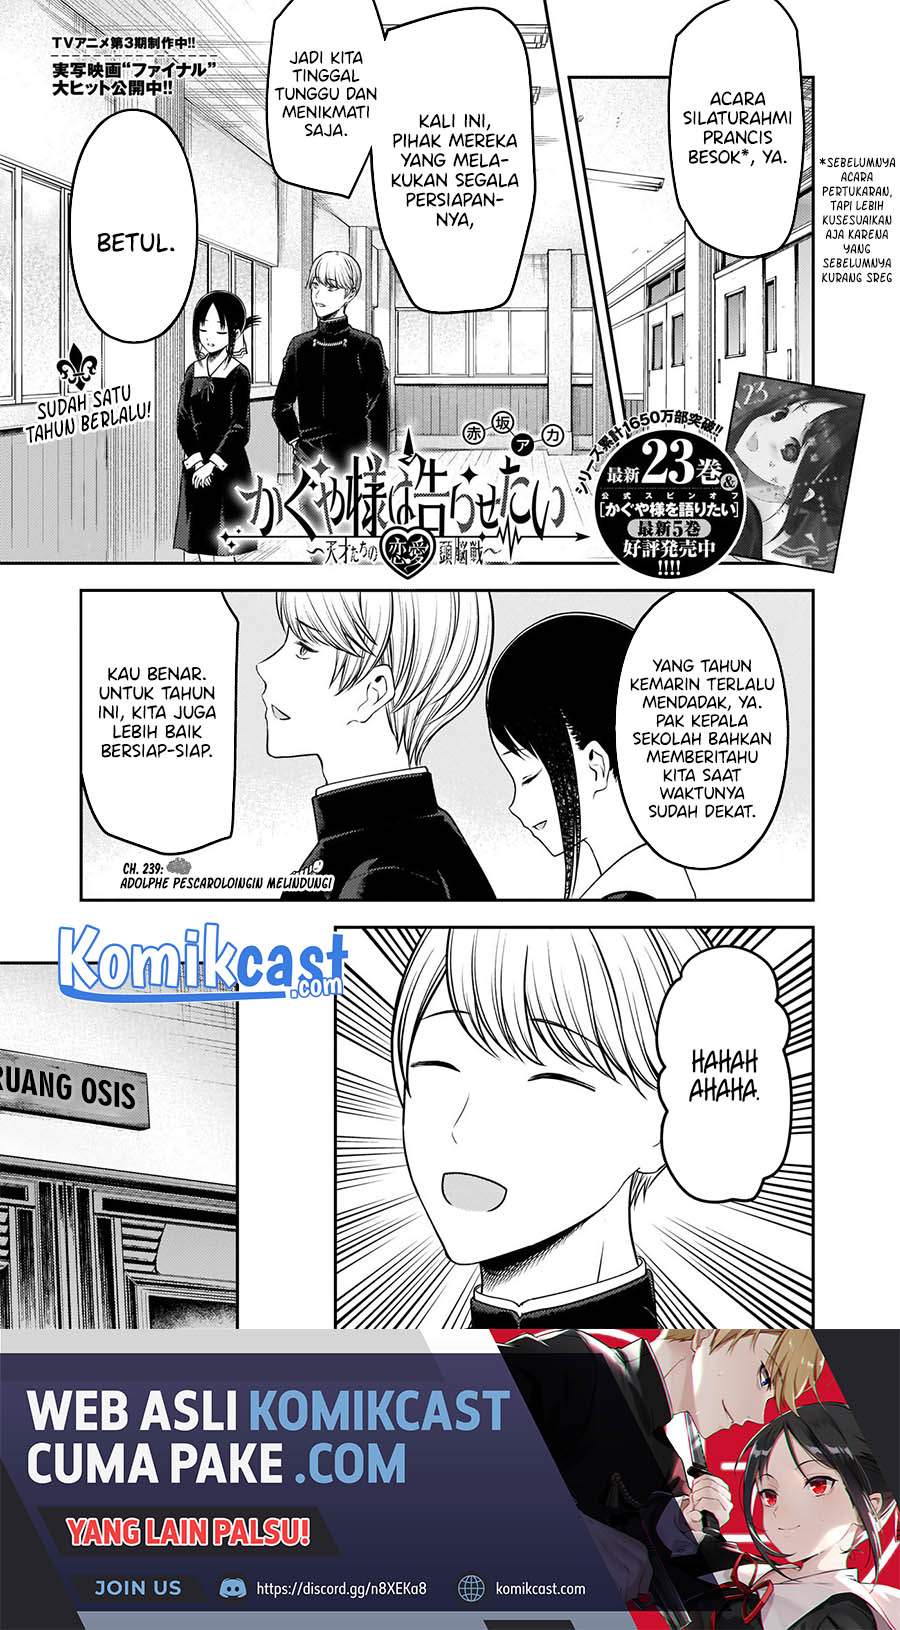 TVアニメ第3期制作中!!
実写映画“ファイナル”
大ヒット公開中!!
ACARA
SILATURAHMI
PRANCIS
BESOK*, YA.
*SEBELUMNYA
ACARA
PERTUKARAN,
TAPI LEBIH
KUSESUAIKAN
AJA KARENA
YANG
SEBELUMNYA
KURANG SREG
KALI INI,
PIHAK MEREKA
YANG MELA-
KUKAN SEGALA
PERSIAPAN-
NYA,
JADI KITA
TINGGAL
TUNGGU DAN
MENIKMATI
SAJA.
BETUL.
SUDAH SATU
TAHUN BERLALU!
赤坂アカ
かぐや様は告らせたい
～天才たちの恋愛頭脳戦～
シリーズ累計1650万部突破!!
最新23巻&
公式スピンオフ
[かぐや様を語りたい]
最新5巻
好評発売中
!!!!
23
YANG TAHUN
KEMARIN TERLALU
MENDADAK, YA.
PAK KEPALA
SEKOLAH BAHKAN
MEMBERITAHU
KITA SAAT
WAKTUNYA
SUDAH DEKAT.
KAU BENAR.
UNTUK TAHUN
INI, KITA JUGA
LEBIH BAIK
BERSIAP-SIAP.
CH. 239:
ADOLPHE PESCAROLOINGIN MELINDUNGI
Komikcast
.com
HAHAH
AHAHA.
RUANG OSIS
WEB ASLI KOMIKCAST
CUMA PAKE .COM
YANG LAIN PALSU!
JOIN US
https://discord.gg/n8XEKa8
komikcast.com